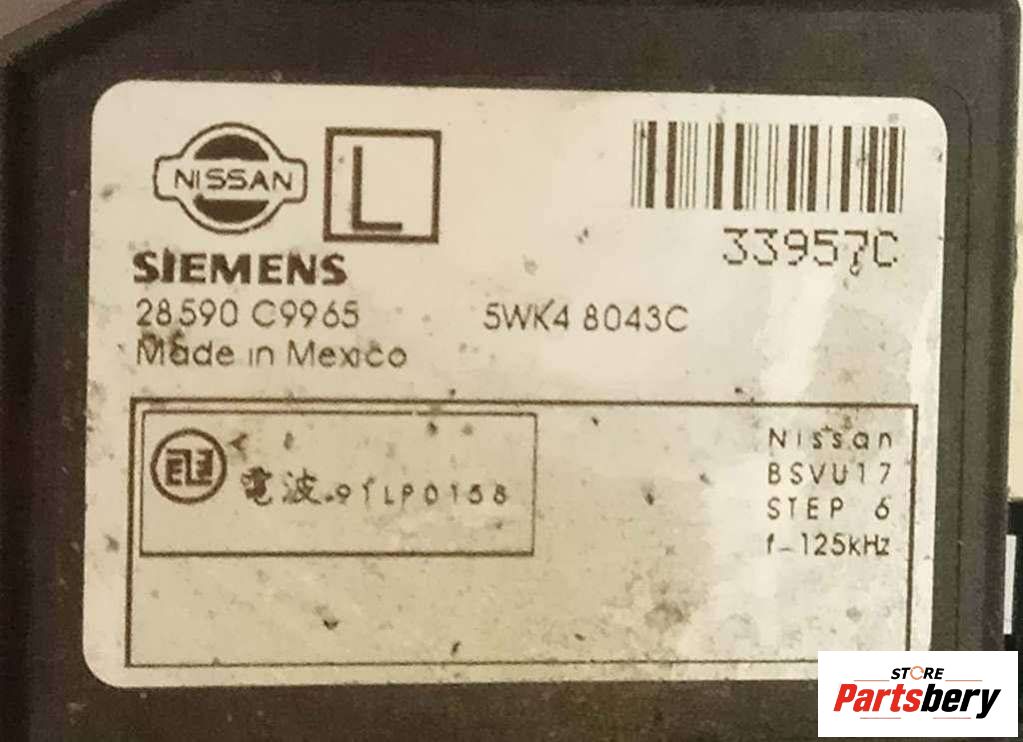 NISSAN
L
33957C
SIEMENS
28590 C9965
5WK4 8043C
Made in Mexico
電波.91LP0158
Nissan
BSVU17
STEP 6
f-125kHz
STORE
Partsbery